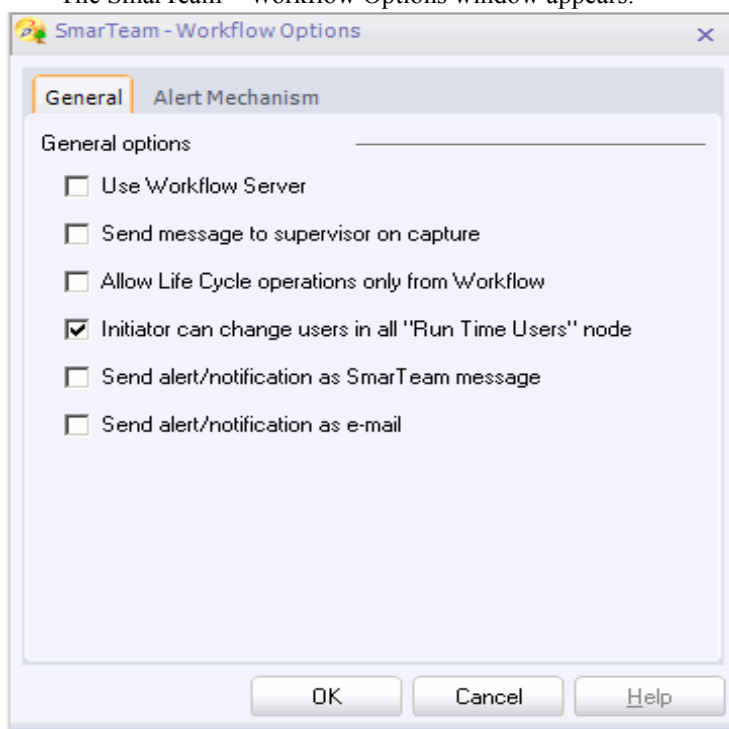 The SmarTeam – Workflow Options window appears.
SmarTeam - Workflow Options
General Alert Mechanism
General options
Use Workflow Server
Send message to supervisor on capture
Allow Life Cycle operations only from Workflow
Initiator can change users in all "Run Time Users" node
Send alert/notification as SmarTeam message
Send alert/notification as e-mail
OK Cancel Help